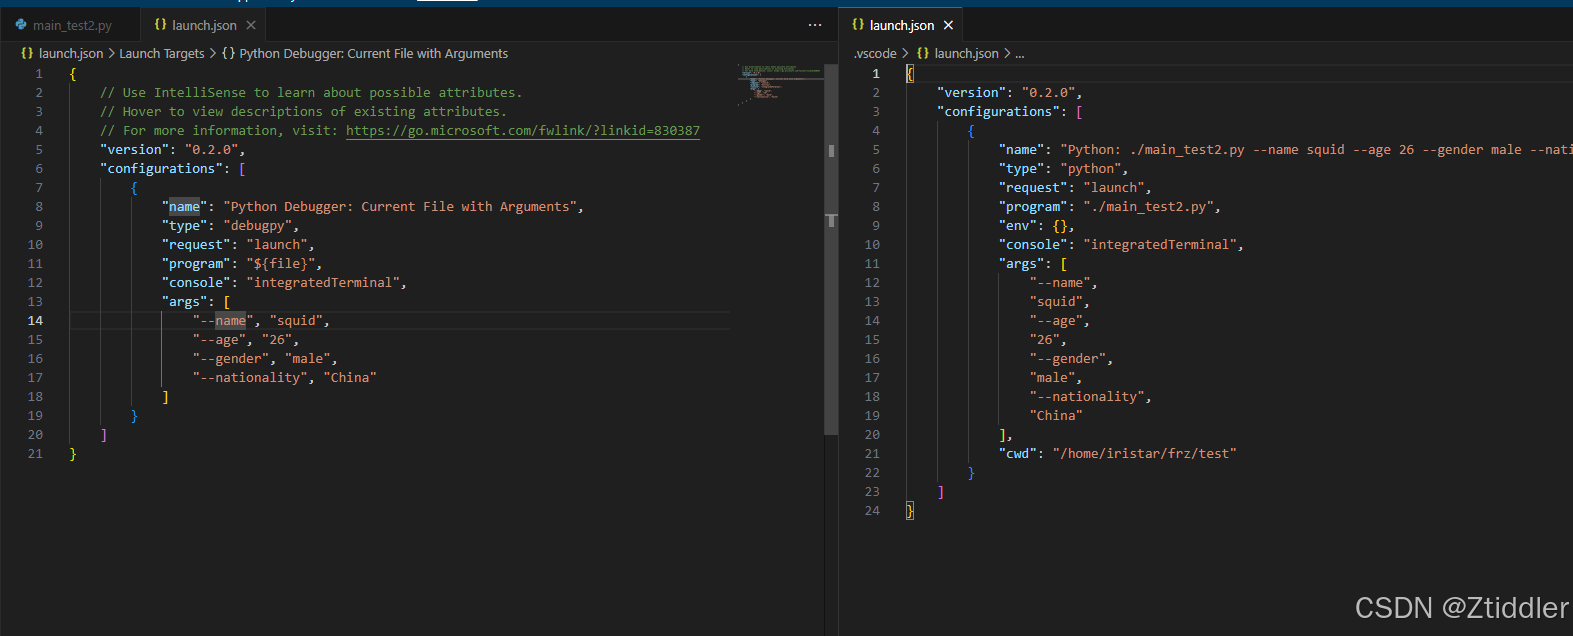 main_test2.py
{} launch.json ×
···
{} launch.json > Launch Targets > {} Python Debugger: Current File with Arguments
1 {
2 // Use IntelliSense to learn about possible attributes.
3 // Hover to view descriptions of existing attributes.
4 // For more information, visit: https://go.microsoft.com/fwlink/?linkid=830387
5 "version": "0.2.0",
6 "configurations": [
7 {
8 "name": "Python Debugger: Current File with Arguments",
9 "type": "debugpy",
10 "request": "launch",
11 "program": "${file}",
12 "console": "integratedTerminal",
13 "args": [
14 "--name", "squid",
15 "--age", "26",
16 "--gender", "male",
17 "--nationality", "China"
18 ]
19 }
20 ]
21 }
{} launch.json ×
.vscode > {} launch.json > ...
1 {
2 "version": "0.2.0",
3 "configurations": [
4 {
5 "name": "Python: ./main_test2.py --name squid --age 26 --gender male --nati
6 "type": "python",
7 "request": "launch",
8 "program": "./main_test2.py",
9 "env": {},
10 "console": "integratedTerminal",
11 "args": [
12 "--name",
13 "squid",
14 "--age",
15 "26",
16 "--gender",
17 "male",
18 "--nationality",
19 "China"
20 ],
21 "cwd": "/home/iristar/frz/test"
22 }
23 ]
24 }
CSDN @Ztiddler